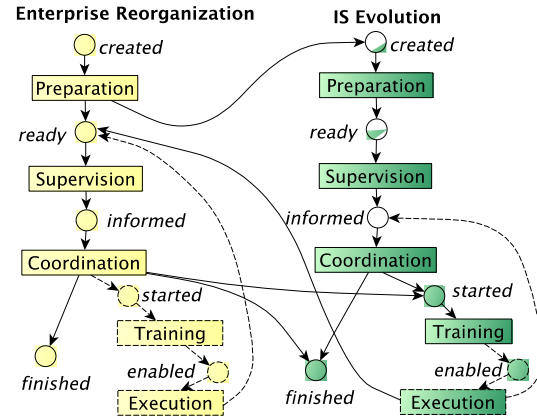 Enterprise Reorganization
IS Evolution
created
created
Preparation
Preparation
ready
ready
Supervision
Supervision
informed
informed
Coordination
Coordination
started
started
Training
Training
enabled
enabled
finished
finished
Execution
Execution